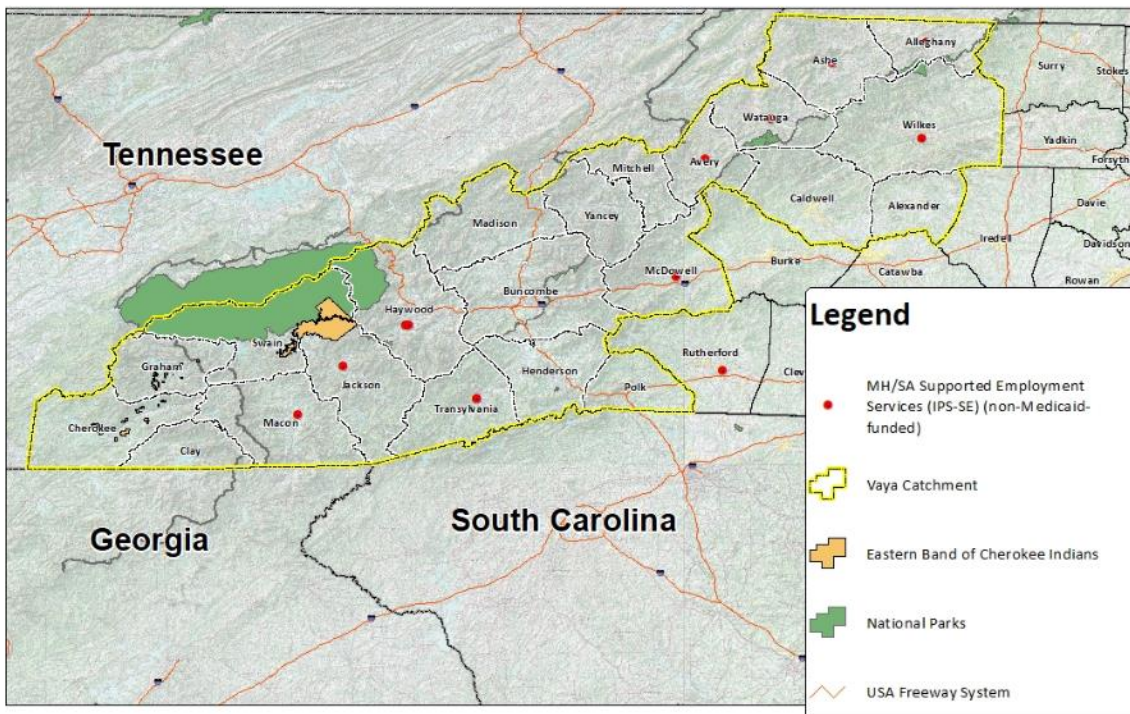 Alleghany
Ashe
Surry
Stokes
Watauga
Wilkes
Yadkin
Forsyth
Tennessee
Avery
Mitchell
Caldwell
Alexander
Davie
Madison
Yancey
Iredell
Davidson
McDowell
Burke
Catawba
Rowan
Buncombe
Haywood
Swain
Graham
Jackson
Henderson
Rutherford
Clev
Polk
Transylvania
Macon
Cherokee
Clay
Georgia
South Carolina
Legend
MH/SA Supported Employment
Services (IPS-SE) (non-Medicaid-
funded)
Vaya Catchment
Eastern Band of Cherokee Indians
National Parks
USA Freeway System